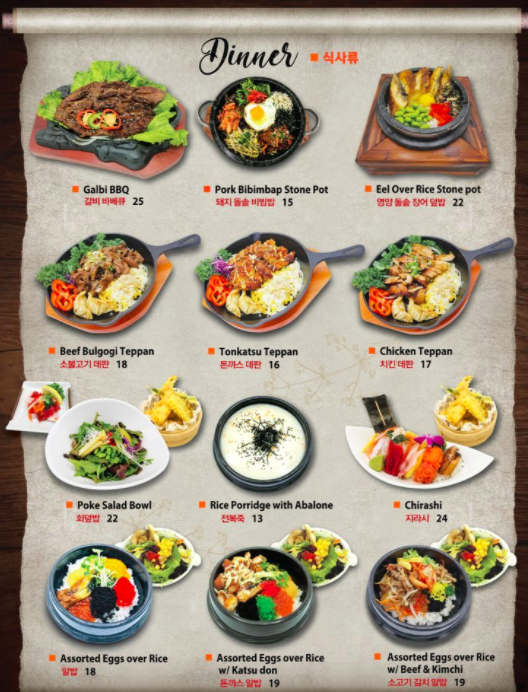 Dinner ■ 식사류
■ Galbi BBQ
갈비 바베큐 25
■ Pork Bibimbap Stone Pot
돼지 돌솥 비빔밥 15
■ Eel Over Rice Stone pot
영양 돌솥 장어 덮밥 22
■ Beef Bulgogi Teppan
소불고기 데판 18
■ Tonkatsu Teppan
돈까스 데판 16
■ Chicken Teppan
치킨 데판 17
■ Poke Salad Bowl
회덮밥 22
■ Rice Porridge with Abalone
전복죽 13
■ Chirashi
지라시 24
■ Assorted Eggs over Rice
알밥 18
■ Assorted Eggs over Rice
w/ Katsu don
돈까스 알밥 19
■ Assorted Eggs over Rice
w/ Beef & Kimchi
소고기 김치 알밥 19